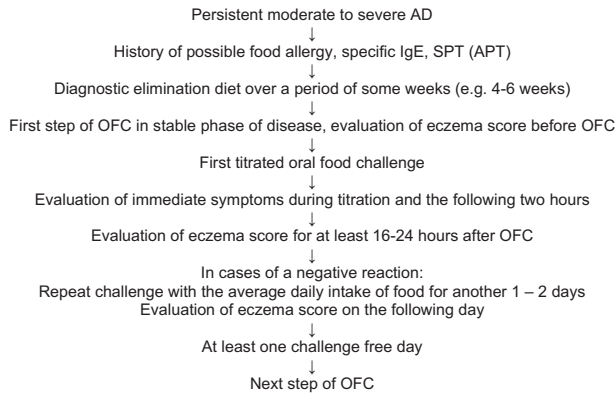 Persistent moderate to severe AD
↓
History of possible food allergy, specific IgE, SPT (APT)
↓
Diagnostic elimination diet over a period of some weeks (e.g. 4-6 weeks)
↓
First step of OFC in stable phase of disease, evaluation of eczema score before OFC
↓
First titrated oral food challenge
↓
Evaluation of immediate symptoms during titration and the following two hours
↓
Evaluation of eczema score for at least 16-24 hours after OFC
↓
In cases of a negative reaction:
Repeat challenge with the average daily intake of food for another 1 – 2 days
Evaluation of eczema score on the following day
↓
At least one challenge free day
↓
Next step of OFC